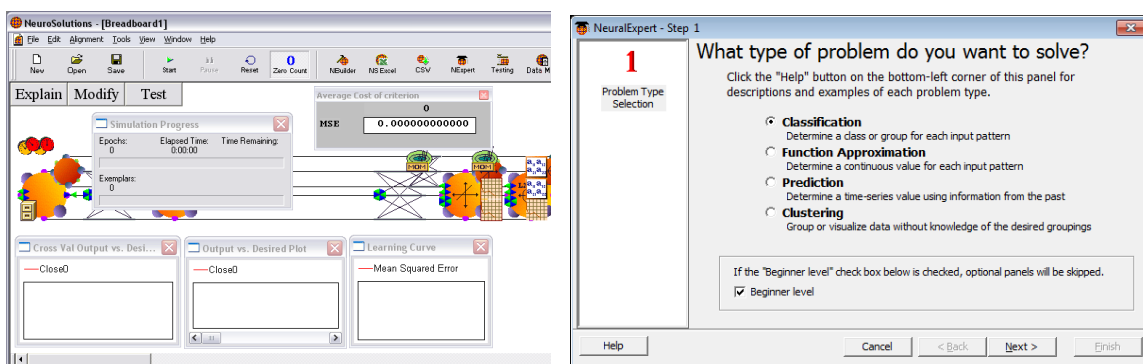 NeuroSolutions - [Breadboard1]
File Edit Alignment Tools View Window Help
New Open Save Start Pause Reset Zero Count NBuilder NS Excel CSV NExpert Testing Data M
Explain Modify Test
Average Cost of criterion
0
MSE 0.000000000000
Simulation Progress
Epochs: Elapsed Time: Time Remaining:
0 0:00:00
Exemplars:
0
MOM MOM
Cross Val Output vs. Desi...
Close0
Output vs. Desired Plot
Close0
Learning Curve
Mean Squared Error
NeuralExpert - Step 1
1
Problem Type
Selection
What type of problem do you want to solve?
Click the "Help" button on the bottom-left corner of this panel for
descriptions and examples of each problem type.
Classification
Determine a class or group for each input pattern
Function Approximation
Determine a continuous value for each input pattern
Prediction
Determine a time-series value using information from the past
Clustering
Group or visualize data without knowledge of the desired groupings
If the "Beginner level" check box below is checked, optional panels will be skipped.
Beginner level
Help Cancel < Back Next > Finish